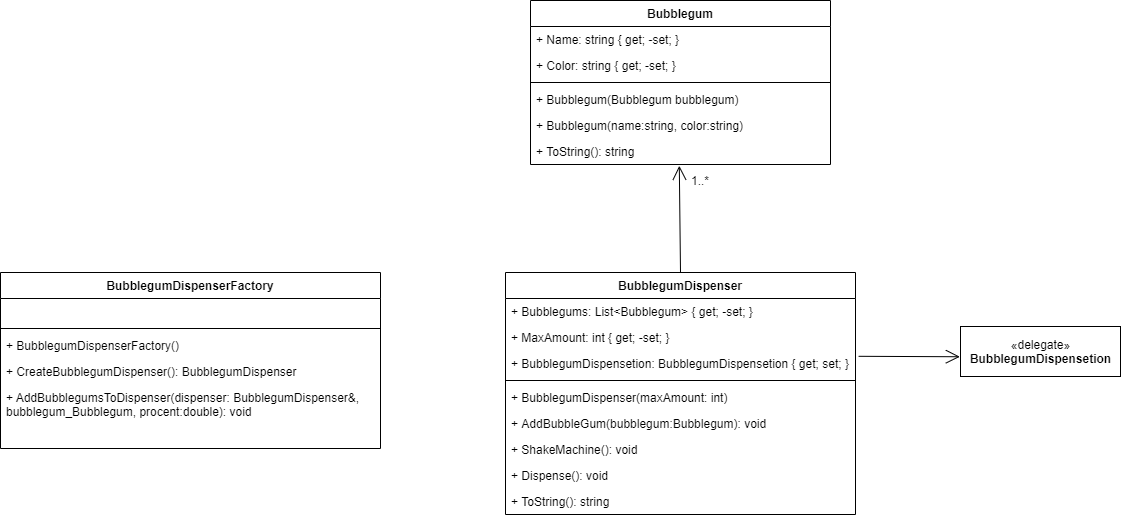 Bubblegum
+ Name: string { get; -set; }
+ Color: string { get; -set; }
+ Bubblegum(Bubblegum bubblegum)
+ Bubblegum(name:string, color:string)
+ ToString(): string
1..*
BubblegumDispenserFactory
+ BubblegumDispenserFactory()
+ CreateBubblegumDispenser(): BubblegumDispenser
+ AddBubblegumsToDispenser(dispenser: BubblegumDispenser&,
bubblegum_Bubblegum, procent:double): void
BubblegumDispenser
+ Bubblegums: List<Bubblegum> { get; -set; }
+ MaxAmount: int { get; -set; }
+ BubblegumDispensetion: BubblegumDispensetion { get; set; }
+ BubblegumDispenser(maxAmount: int)
+ AddBubbleGum(bubblegum:Bubblegum): void
+ ShakeMachine(): void
+ Dispense(): void
+ ToString(): string
«delegate»
BubblegumDispensetion